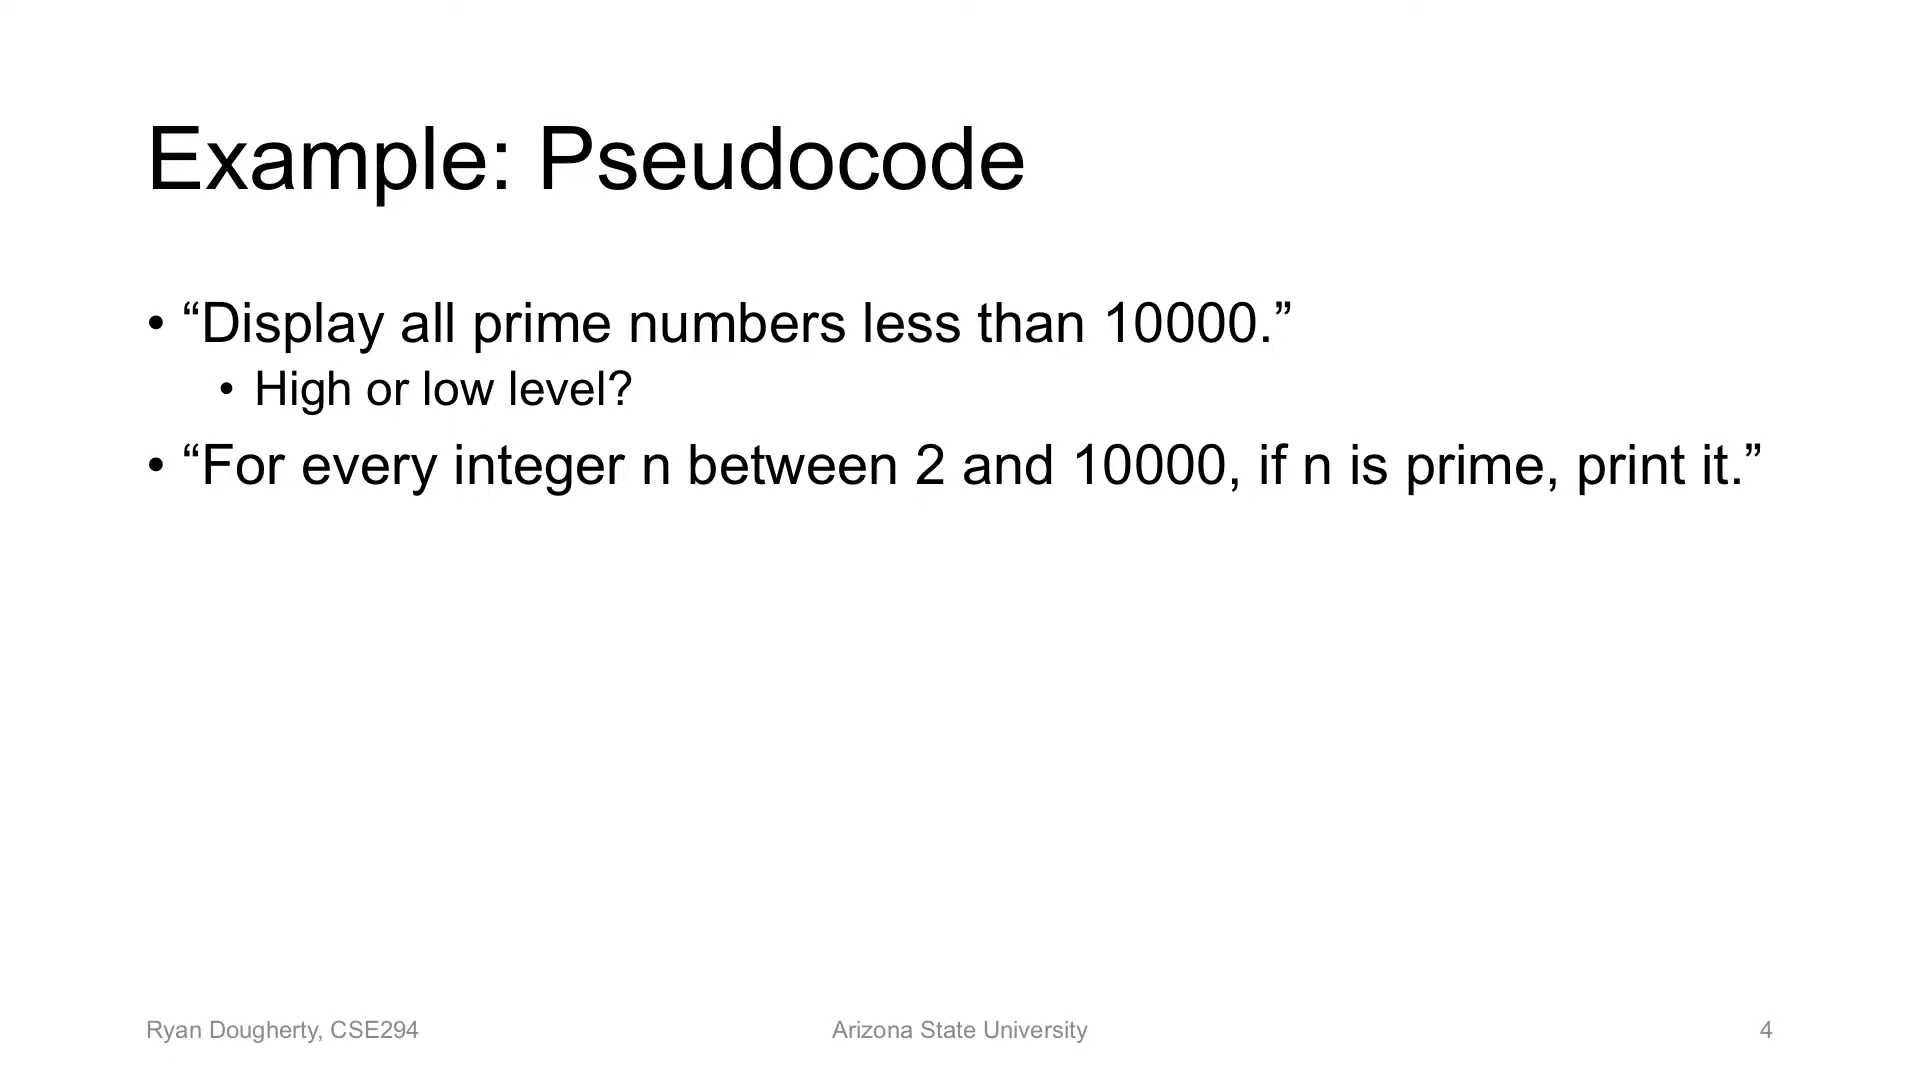 Example: Pseudocode
• “Display all prime numbers less than 10000.”
• High or low level?
• “For every integer n between 2 and 10000, if n is prime, print it.”
Ryan Dougherty, CSE294
Arizona State University
4